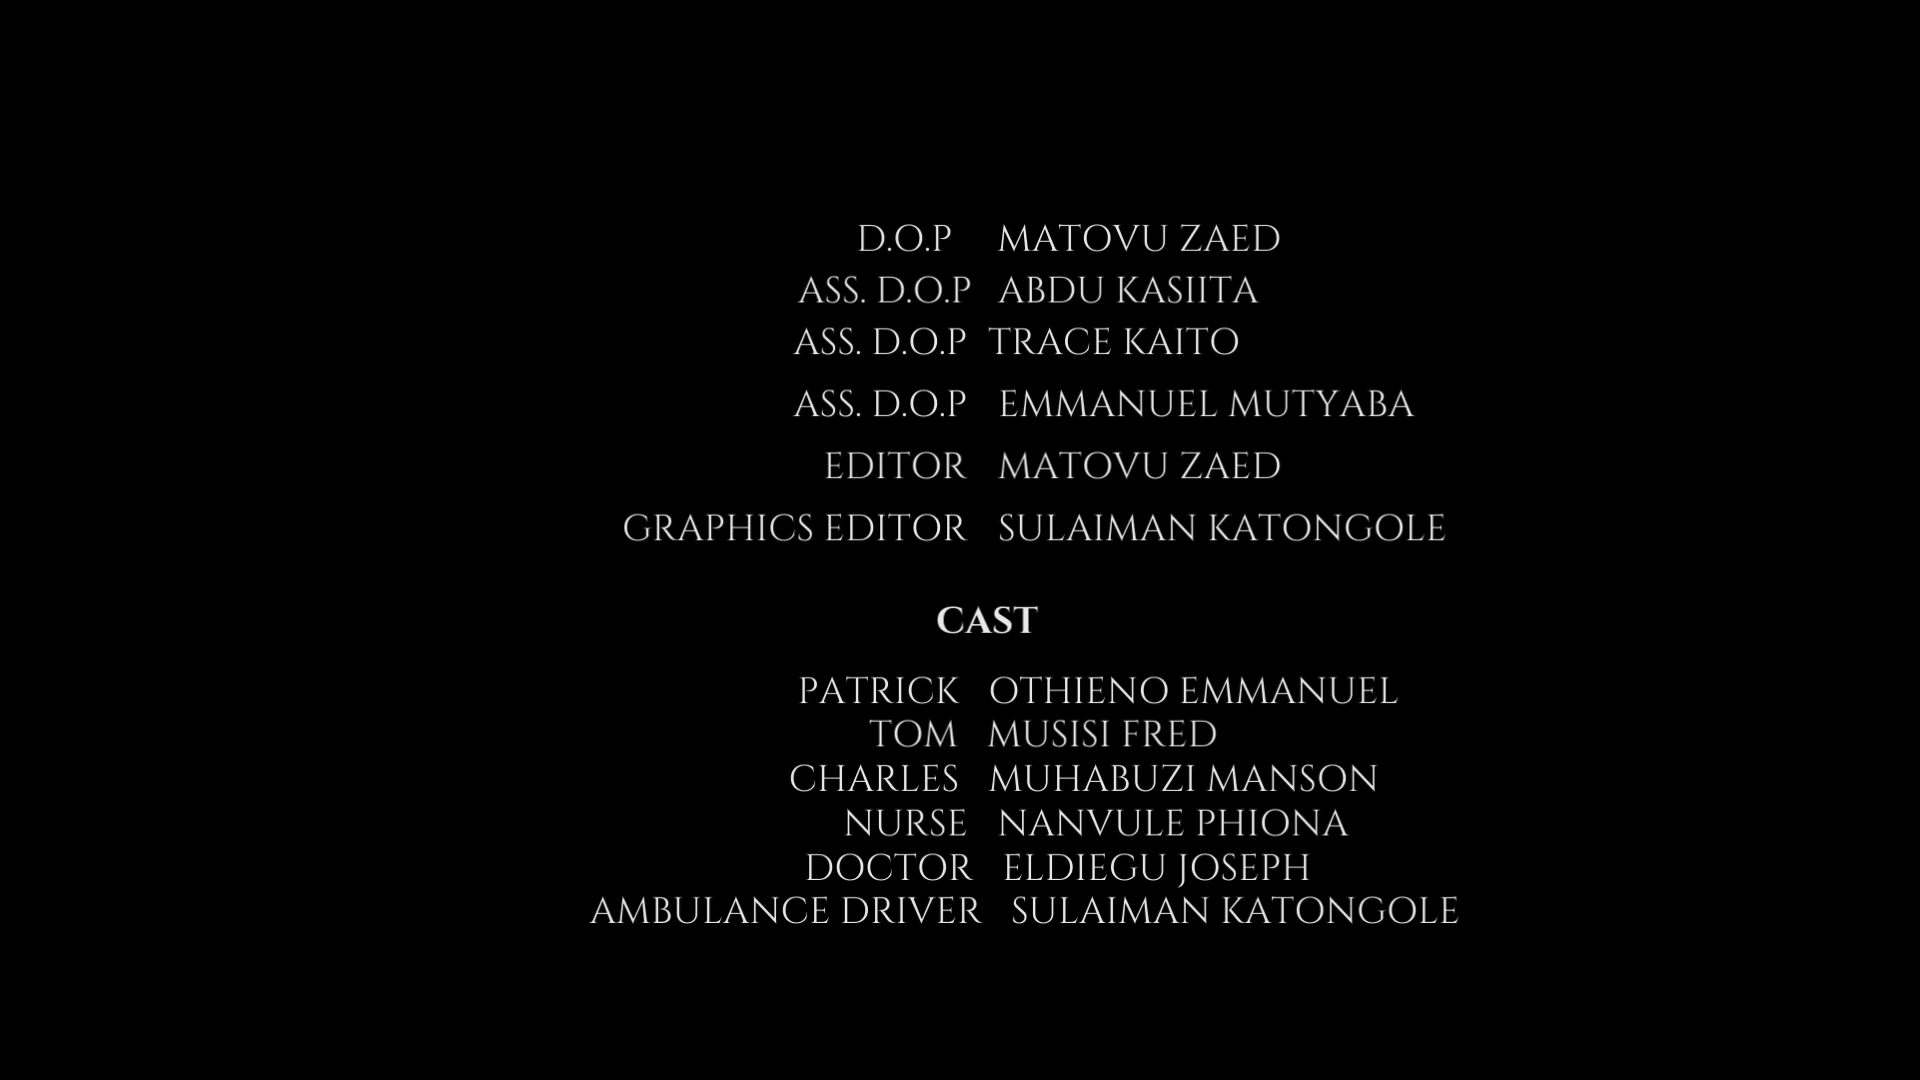 D.O.P MATOVU ZAED
ASS. D.O.P ABDU KASIITA
ASS. D.O.P TRACE KAITO
ASS. D.O.P EMMANUEL MUTYABA
EDITOR MATOVU ZAED
GRAPHICS EDITOR SULAIMAN KATONGOLE
CAST
PATRICK OTHIENO EMMANUEL
TOM MUSISI FRED
CHARLES MUHABUZI MANSON
NURSE NANVULE PHIONA
DOCTOR ELDIEGU JOSEPH
AMBULANCE DRIVER SULAIMAN KATONGOLE